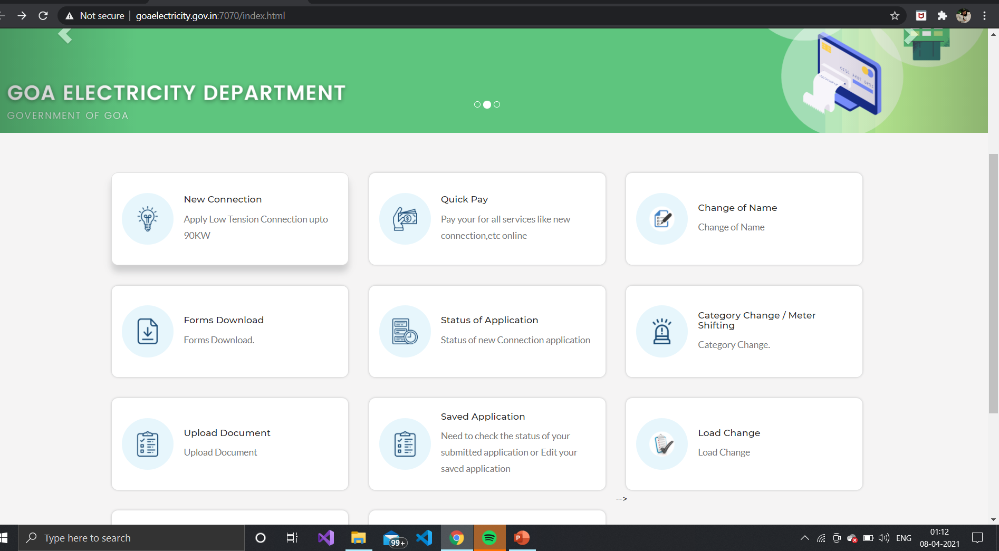 Not secure
goaelectricity.gov.in:7070/index.html
GOA ELECTRICITY DEPARTMENT
GOVERNMENT OF GOA
New Connection
Apply Low Tension Connection upto
90KW
Quick Pay
Pay your for all services like new
connection,etc online
Change of Name
Change of Name
Forms Download
Forms Download.
Status of Application
Status of new Connection application
Category Change / Meter
Shifting
Category Change.
Upload Document
Upload Document
Saved Application
Need to check the status of your
submitted application or Edit your
saved application
Load Change
Load Change
-->
Type here to search
99+
P
ENG
01:12
08-04-2021